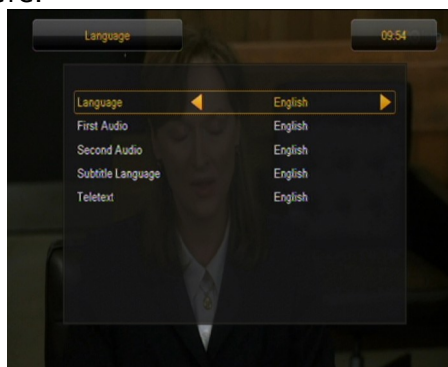 Language 09:54
Language English
First Audio English
Second Audio English
Subtitle Language English
Teletext English